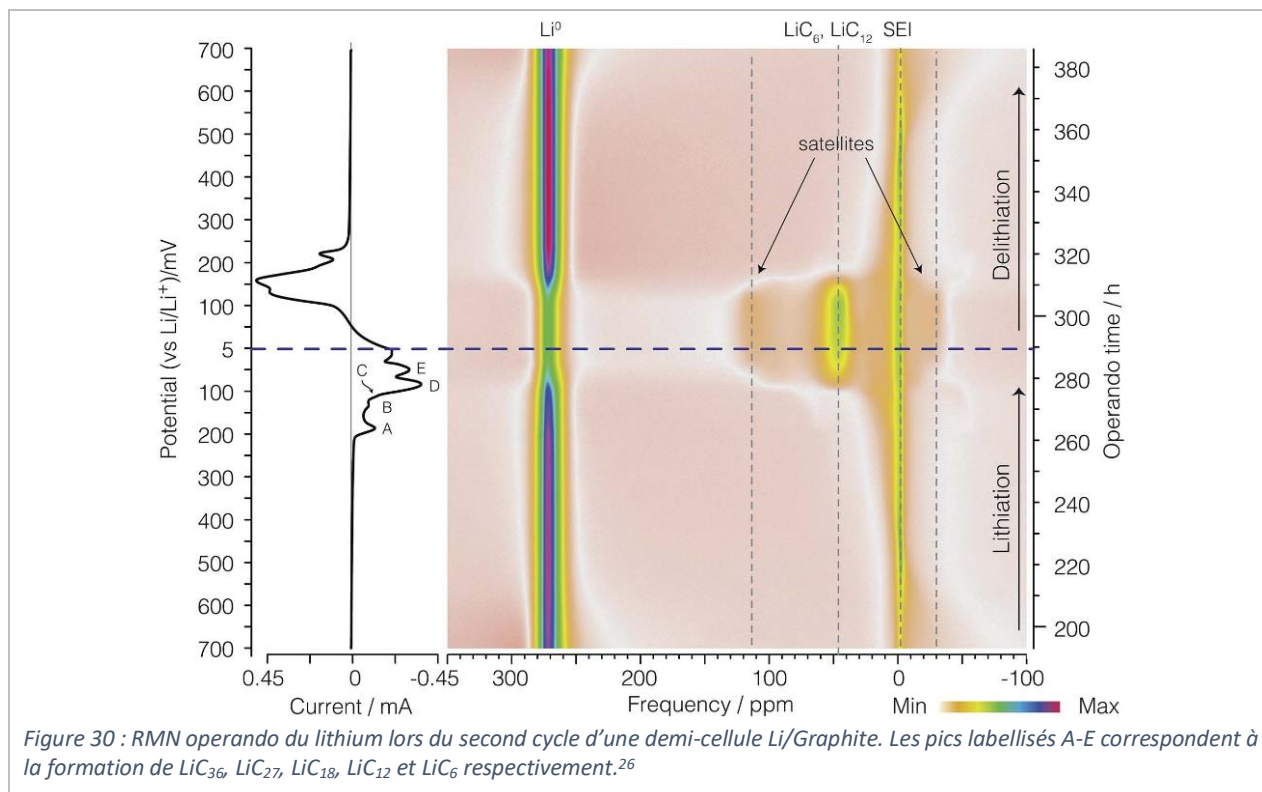 Li⁰ LiC₆, LiC₁₂ SEI
700
600
500
400
300
200
100
5
100
200
300
400
500
600
700
Potential (vs Li/Li⁺)/mV
C
E
D
B
A
0.45 0 -0.45
Current / mA
satellites
Delithiation
Lithiation
300 200 100 0 -100
Frequency / ppm
Min Max
380
360
340
320
300
280
260
240
220
200
Operando time / h
Figure 30 : RMN operando du lithium lors du second cycle d’une demi-cellule Li/Graphite. Les pics labellisés A-E correspondent à
la formation de LiC₃₆, LiC₂₇, LiC₁₈, LiC₁₂ et LiC₆ respectivement.²⁶